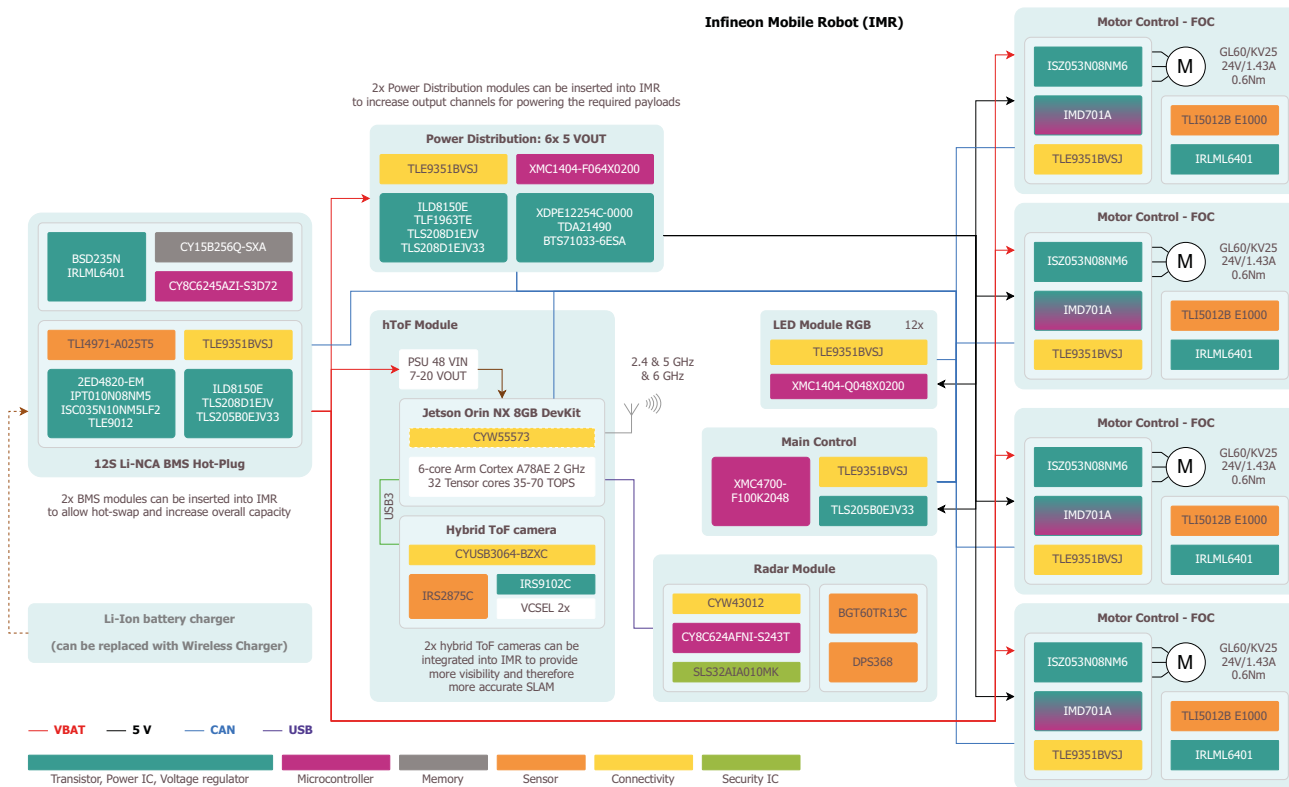 Infineon Mobile Robot (IMR)
2x Power Distribution modules can be inserted into IMR
to increase output channels for powering the required payloads
Power Distribution: 6x 5 VOUT
TLE9351BVSJ
XMC1404-F064X0200
ILD8150E
TLF1963TE
TLS208D1EJV
TLS208D1EJV33
XDPE12254C-0000
TDA21490
BTS71033-6ESA
BSD235N
IRLML6401
CY15B256Q-SXA
CY8C6245AZI-S3D72
TLI4971-A025T5
TLE9351BVSJ
2ED4820-EM
IPT010N08NM5
ISC035N10NM5LF2
TLE9012
ILD8150E
TLS208D1EJV
TLS205B0EJV33
12S Li-NCA BMS Hot-Plug
2x BMS modules can be inserted into IMR
to allow hot-swap and increase overall capacity
Li-Ion battery charger
(can be replaced with Wireless Charger)
hToF Module
PSU 48 VIN
7-20 VOUT
2.4 & 5 GHz
& 6 GHz
Jetson Orin NX 8GB DevKit
CYW55573
6-core Arm Cortex A78AE 2 GHz
32 Tensor cores 35-70 TOPS
USB3
Hybrid ToF camera
CYUSB3064-BZXC
IRS2875C
IRS9102C
VCSEL 2x
2x hybrid ToF cameras can be
integrated into IMR to provide
more visibility and therefore
more accurate SLAM
LED Module RGB
12x
TLE9351BVSJ
XMC1404-Q048X0200
Main Control
XMC4700-
F100K2048
TLE9351BVSJ
TLS205B0EJV33
Radar Module
CYW43012
CY8C624AFNI-S243T
SLS32AIA010MK
BGT60TR13C
DPS368
Motor Control - FOC
ISZ053N08NM6
IMD701A
TLE9351BVSJ
M
GL60/KV25
24V/1.43A
0.6Nm
TLI5012B E1000
IRLML6401
Motor Control - FOC
ISZ053N08NM6
IMD701A
TLE9351BVSJ
M
GL60/KV25
24V/1.43A
0.6Nm
TLI5012B E1000
IRLML6401
Motor Control - FOC
ISZ053N08NM6
IMD701A
TLE9351BVSJ
M
GL60/KV25
24V/1.43A
0.6Nm
TLI5012B E1000
IRLML6401
Motor Control - FOC
ISZ053N08NM6
IMD701A
TLE9351BVSJ
M
GL60/KV25
24V/1.43A
0.6Nm
TLI5012B E1000
IRLML6401
VBAT
5 V
CAN
USB
Transistor, Power IC, Voltage regulator
Microcontroller
Memory
Sensor
Connectivity
Security IC